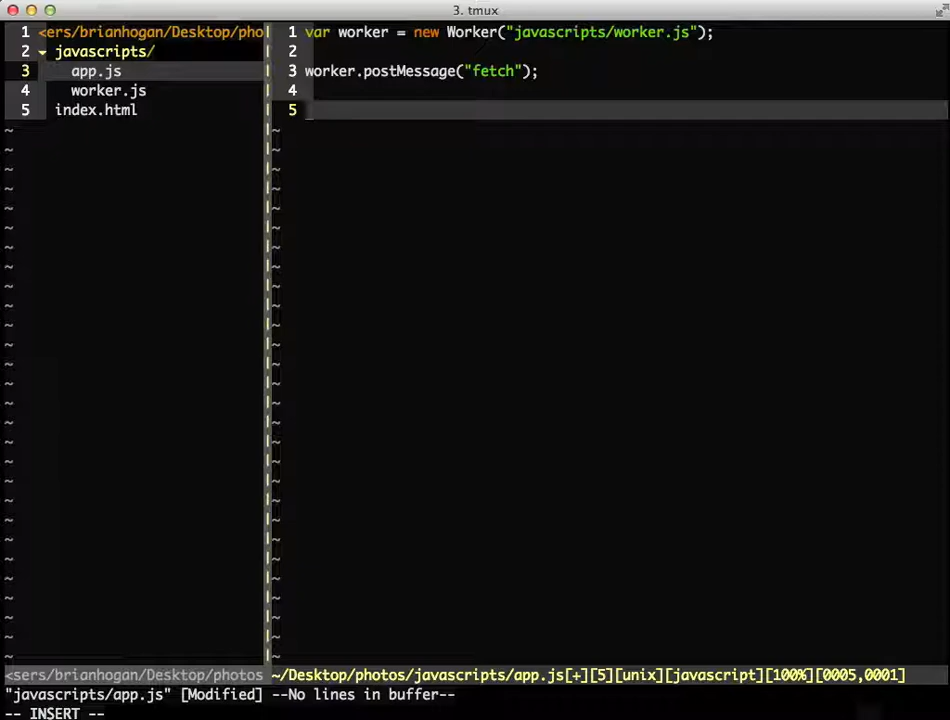 3. tmux
1 <ers/brianhogan/Desktop/pho
2 ▾ javascripts/
3 app.js
4 worker.js
5 index.html
1 var worker = new Worker("javascripts/worker.js");
2
3 worker.postMessage("fetch");
4
5
<sers/brianhogan/Desktop/photos ~/Desktop/photos/javascripts/app.js[+][5][unix][javascript][100%][0005,0001]
"javascripts/app.js" [Modified] --No lines in buffer--
-- INSERT --